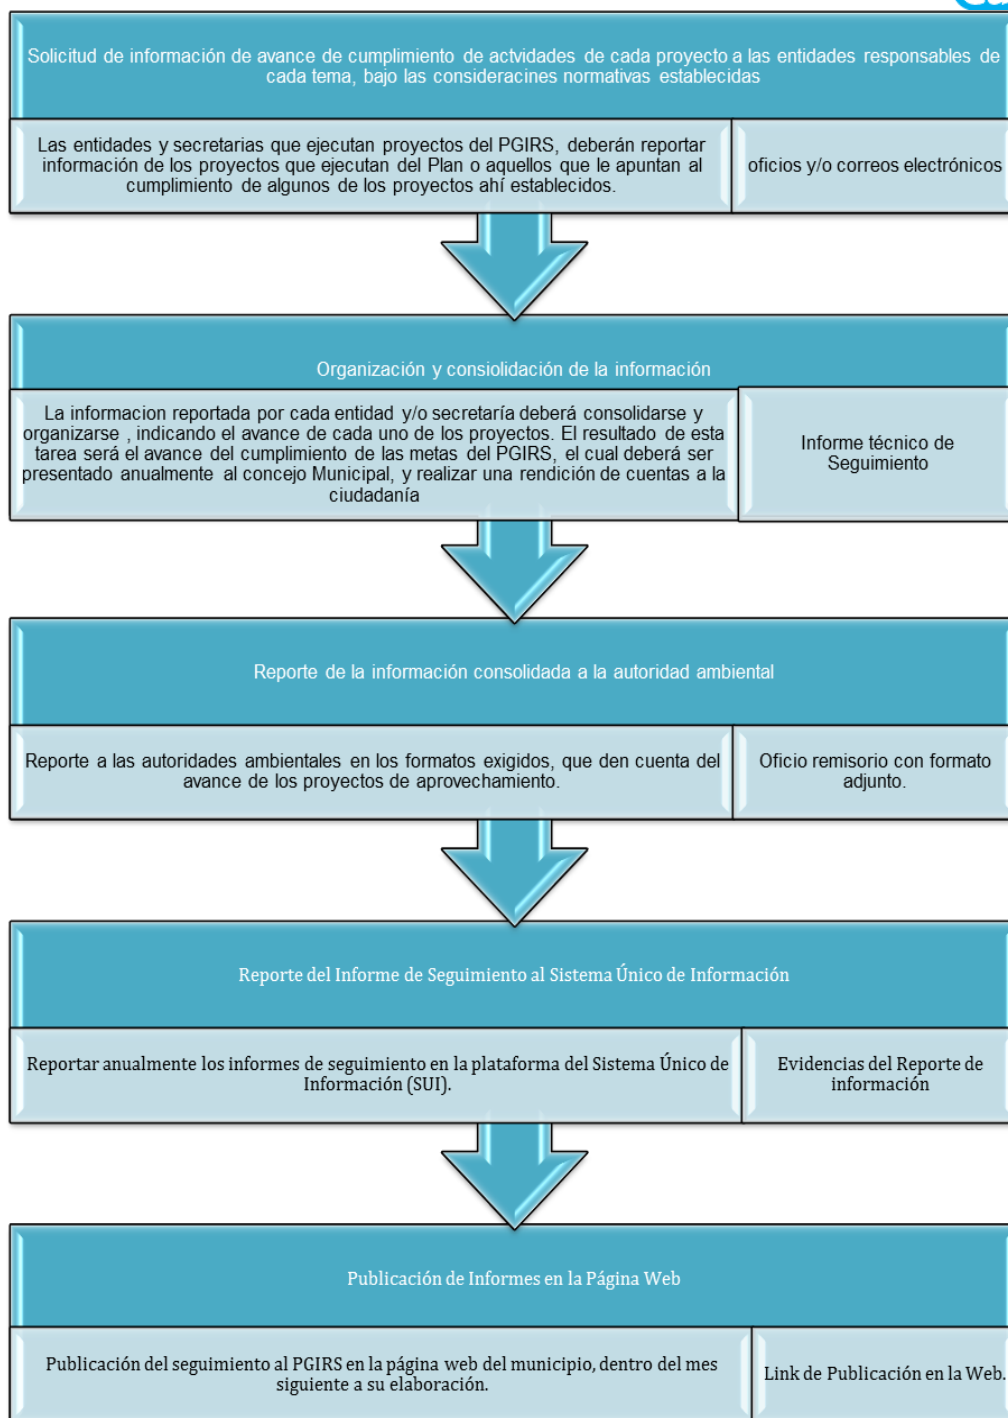 Solicitud de información de avance de cumplimiento de actvidades de cada proyecto a las entidades responsables de
cada tema, bajo las consideracines normativas establecidas
Las entidades y secretarias que ejecutan proyectos del PGIRS, deberán reportar
información de los proyectos que ejecutan del Plan o aquellos que le apuntan al
cumplimiento de algunos de los proyectos ahí establecidos.
oficios y/o correos electrónicos
Organización y consiolidación de la información
La informacion reportada por cada entidad y/o secretaría deberá consolidarse y
organizarse , indicando el avance de cada uno de los proyectos. El resultado de esta
tarea será el avance del cumplimiento de las metas del PGIRS, el cual deberá ser
presentado anualmente al concejo Municipal, y realizar una rendición de cuentas a la
ciudadanía
Informe técnico de
Seguimiento
Reporte de la información consolidada a la autoridad ambiental
Reporte a las autoridades ambientales en los formatos exigidos, que den cuenta del
avance de los proyectos de aprovechamiento.
Oficio remisorio con formato
adjunto.
Reporte del Informe de Seguimiento al Sistema Único de Información
Reportar anualmente los informes de seguimiento en la plataforma del Sistema Único de
Información (SUI).
Evidencias del Reporte de
información
Publicación de Informes en la Página Web
Publicación del seguimiento al PGIRS en la página web del municipio, dentro del mes
siguiente a su elaboración.
Link de Publicación en la Web.